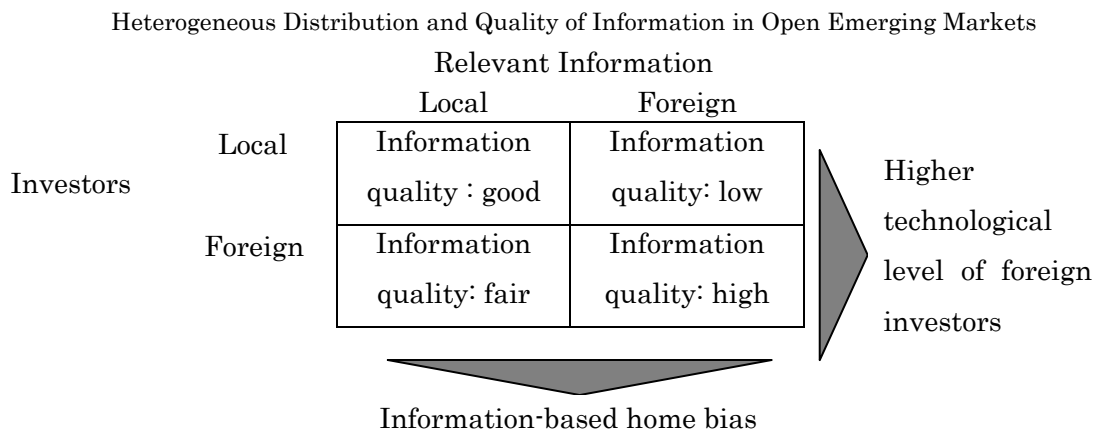 Heterogeneous Distribution and Quality of Information in Open Emerging Markets
Relevant Information
Local Foreign
Investors
Local
Information
quality : good
Information
quality: low
Foreign
Information
quality: fair
Information
quality: high
Higher
technological
level of foreign
investors
Information-based home bias